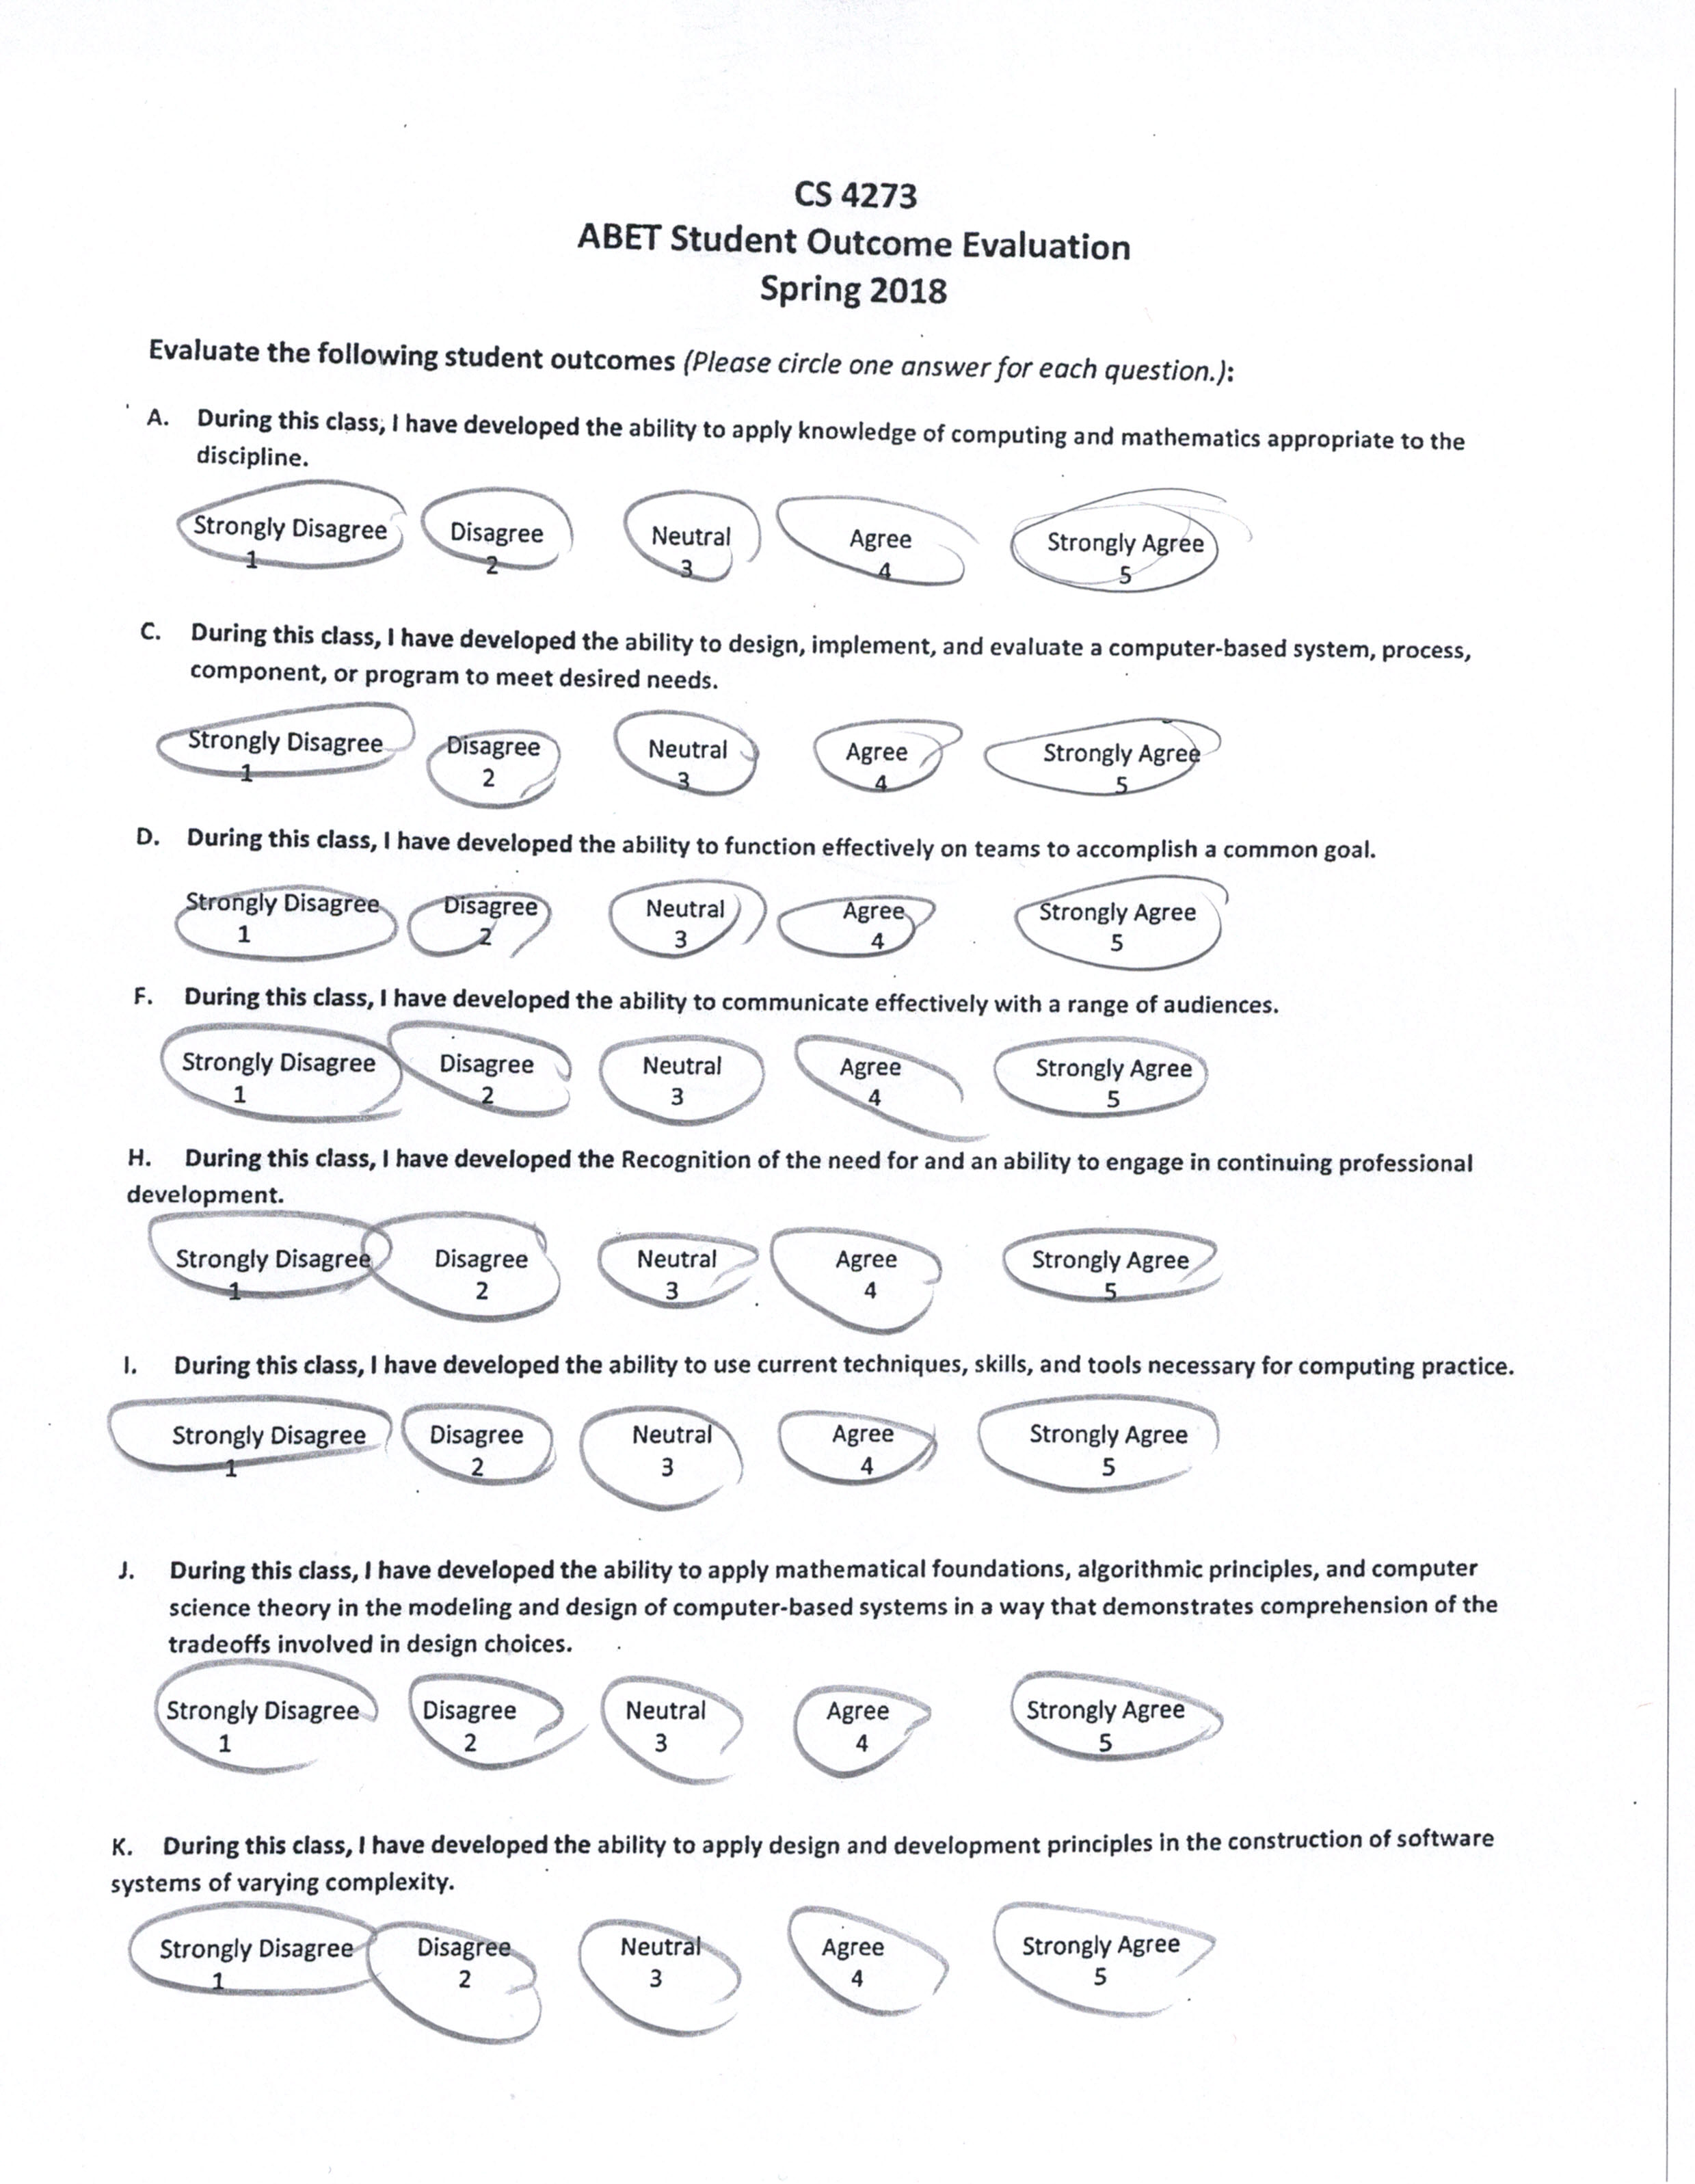 CS 4273
ABET Student Outcome Evaluation
Spring 2018
Evaluate the following student outcomes (Please circle one answer for each question.):
A. During this class, I have developed the ability to apply knowledge of computing and mathematics appropriate to the
discipline.
Strongly Disagree Disagree Neutral Agree Strongly Agree
1 2 3 4 5
C. During this class, I have developed the ability to design, implement, and evaluate a computer-based system, process,
component, or program to meet desired needs.
Strongly Disagree Disagree Neutral Agree Strongly Agree
1 2 3 4 5
D. During this class, I have developed the ability to function effectively on teams to accomplish a common goal.
Strongly Disagree Disagree Neutral Agree Strongly Agree
1 2 3 4 5
F. During this class, I have developed the ability to communicate effectively with a range of audiences.
Strongly Disagree Disagree Neutral Agree Strongly Agree
1 2 3 4 5
H. During this class, I have developed the Recognition of the need for and an ability to engage in continuing professional
development.
Strongly Disagree Disagree Neutral Agree Strongly Agree
1 2 3 4 5
I. During this class, I have developed the ability to use current techniques, skills, and tools necessary for computing practice.
Strongly Disagree Disagree Neutral Agree Strongly Agree
1 2 3 4 5
J. During this class, I have developed the ability to apply mathematical foundations, algorithmic principles, and computer
science theory in the modeling and design of computer-based systems in a way that demonstrates comprehension of the
tradeoffs involved in design choices.
Strongly Disagree Disagree Neutral Agree Strongly Agree
1 2 3 4 5
K. During this class, I have developed the ability to apply design and development principles in the construction of software
systems of varying complexity.
Strongly Disagree Disagree Neutral Agree Strongly Agree
1 2 3 4 5